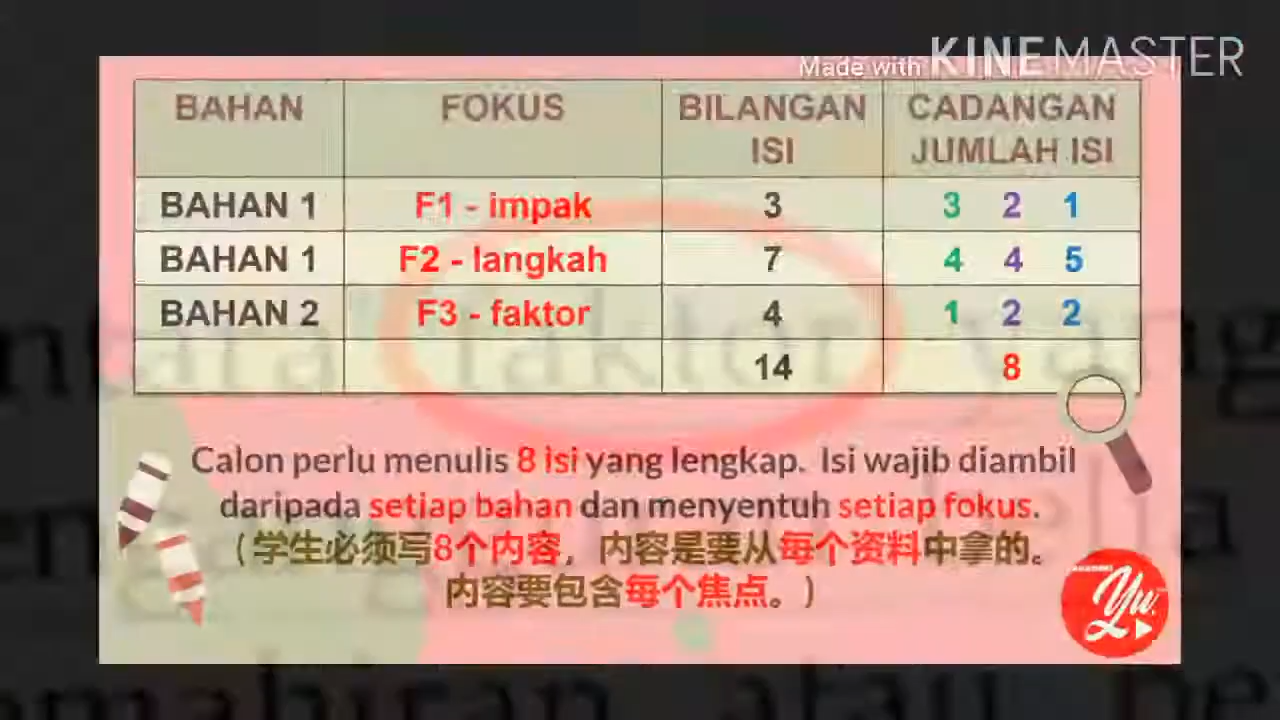 Made with KINEMASTER
BAHAN FOKUS BILANGAN ISI CADANGAN JUMLAH ISI
BAHAN 1 F1 - impak 3 3 2 1
BAHAN 1 F2 - langkah 7 4 4 5
BAHAN 2 F3 - faktor 4 1 2 2
14 8
Calon perlu menulis 8 isi yang lengkap. Isi wajib diambil
daripada setiap bahan dan menyentuh setiap fokus.
(学生必须写8个内容，内容是要从每个资料中拿的。
内容要包含每个焦点。)
Yu